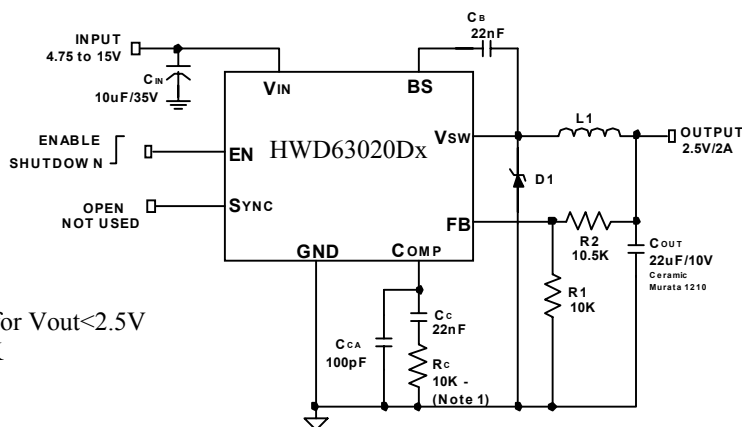 CB
22nF
INPUT
4.75 to 15V
CIN
10uF/35V
VIN
BS
L1
VSW
OUTPUT
2.5V/2A
ENABLE
SHUTDOWN
EN
HWD63020Dx
D1
OPEN
NOT USED
SYNC
FB
R2
10.5K
COUT
22uF/10V
Ceramic
Murata 1210
GND
COMP
R1
10K
for Vout<2.5V
CC
22nF
CCA
100pF
RC
10K -
(Note 1)